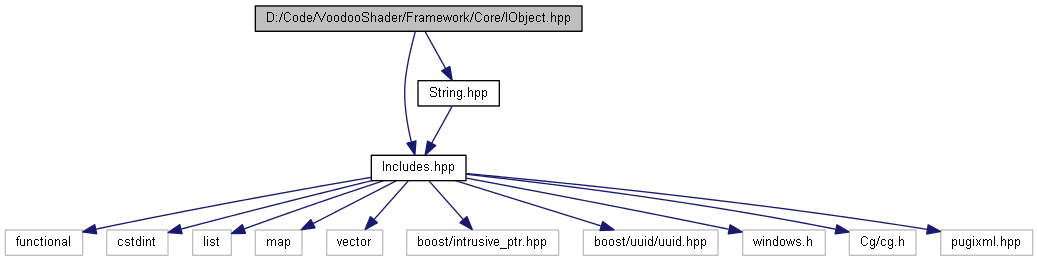 D:/Code/VoodooShader/Framework/Core/IObject.hpp
String.hpp
Includes.hpp
functional
cstdint
list
map
vector
boost/intrusive_ptr.hpp
boost/uuid/uuid.hpp
windows.h
Cg/cg.h
pugixml.hpp